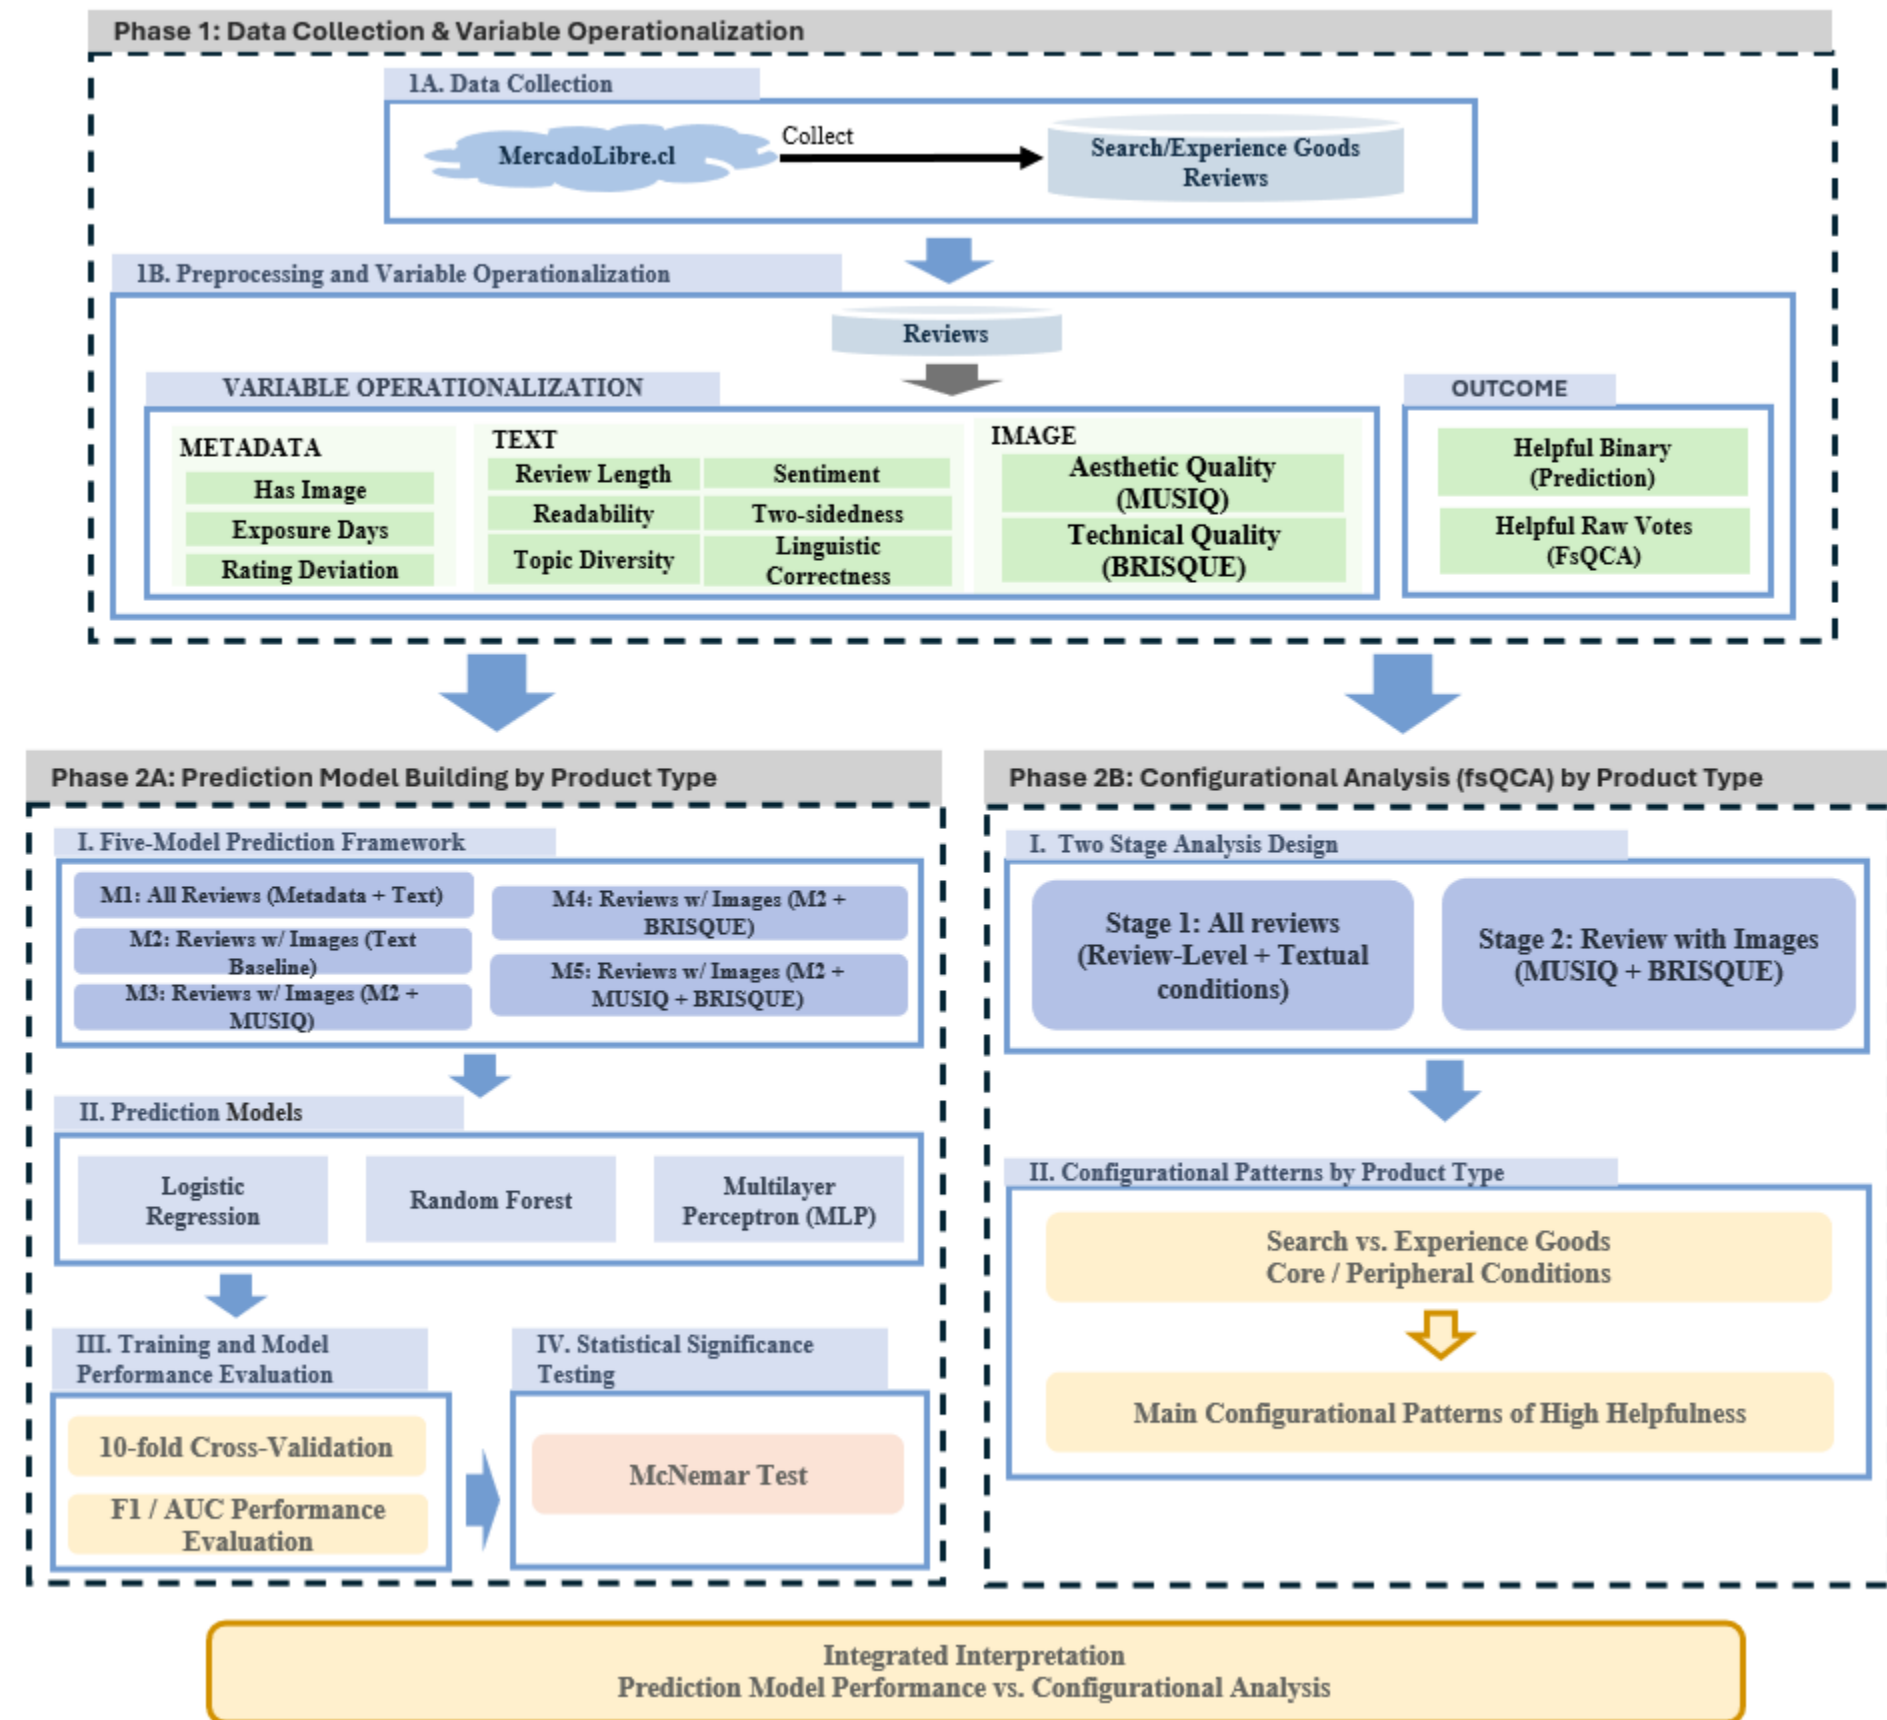 Phase 1: Data Collection & Variable Operationalization
1A. Data Collection
MercadoLibre.cl
Collect
Search/Experience Goods
Reviews
1B. Preprocessing and Variable Operationalization
Reviews
VARIABLE OPERATIONALIZATION
METADATA
Has Image
Exposure Days
Rating Deviation
TEXT
Review Length
Sentiment
Readability
Two-sidedness
Topic Diversity
Linguistic
Correctness
IMAGE
Aesthetic Quality
(MUSIQ)
Technical Quality
(BRISQUE)
OUTCOME
Helpful Binary
(Prediction)
Helpful Raw Votes
(FsQCA)
Phase 2A: Prediction Model Building by Product Type
I. Five-Model Prediction Framework
M1: All Reviews (Metadata + Text)
M2: Reviews w/ Images (Text
Baseline)
M3: Reviews w/ Images (M2 +
MUSIQ)
M4: Reviews w/ Images (M2 +
BRISQUE)
M5: Reviews w/ Images (M2 +
MUSIQ + BRISQUE)
II. Prediction Models
Logistic
Regression
Random Forest
Multilayer
Perceptron (MLP)
III. Training and Model
Performance Evaluation
10-fold Cross-Validation
F1 / AUC Performance
Evaluation
IV. Statistical Significance
Testing
McNemar Test
Phase 2B: Configurational Analysis (fsQCA) by Product Type
I. Two Stage Analysis Design
Stage 1: All reviews
(Review-Level + Textual
conditions)
Stage 2: Review with Images
(MUSIQ + BRISQUE)
II. Configurational Patterns by Product Type
Search vs. Experience Goods
Core / Peripheral Conditions
Main Configurational Patterns of High Helpfulness
Integrated Interpretation
Prediction Model Performance vs. Configurational Analysis